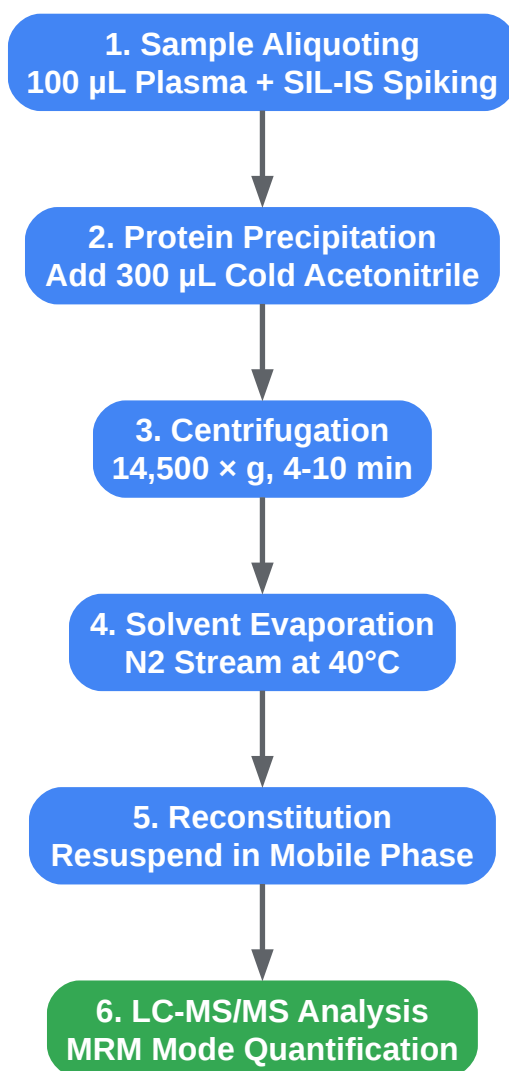 1. Sample Aliquoting
100 µL Plasma + SIL-IS Spiking
2. Protein Precipitation
Add 300 µL Cold Acetonitrile
3. Centrifugation
14,500 × g, 4-10 min
4. Solvent Evaporation
N2 Stream at 40°C
5. Reconstitution
Resuspend in Mobile Phase
6. LC-MS/MS Analysis
MRM Mode Quantification